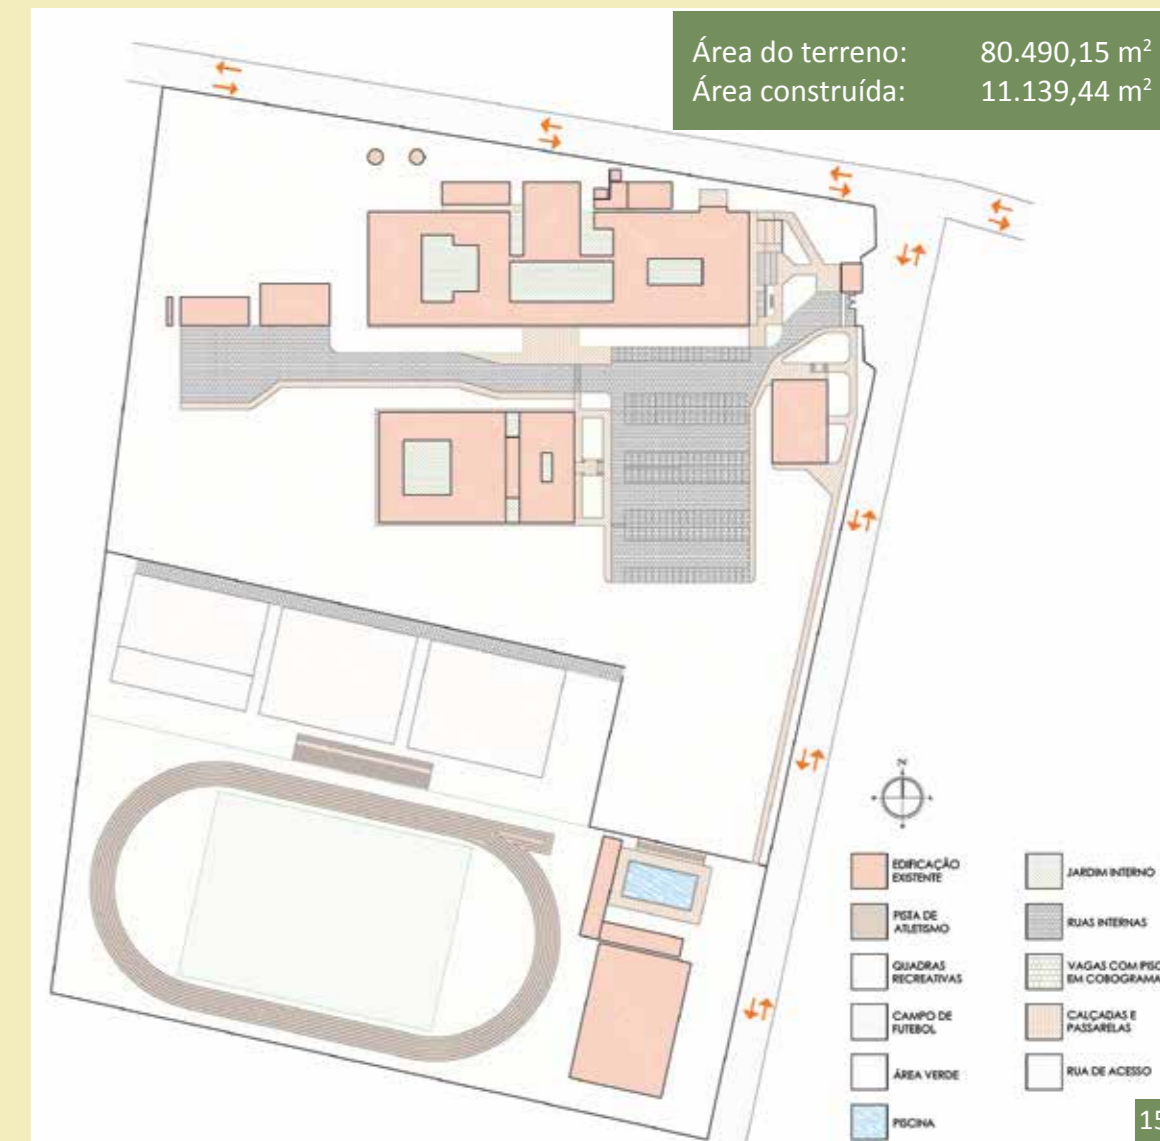 Área do terreno: 80.490,15 m²
Área construída: 11.139,44 m²
N
EDIFICAÇÃO
EXISTENTE
PISTA DE
ATLETISMO
QUADRAS
RECREATIVAS
CAMPO DE
FUTEBOL
ÁREA VERDE
PISCINA
JARDIM INTERNO
RUAS INTERNAS
VAGAS COM PISO
EM COBOGRAMA
CALÇADAS E
PASSARELAS
RUA DE ACESSO
15